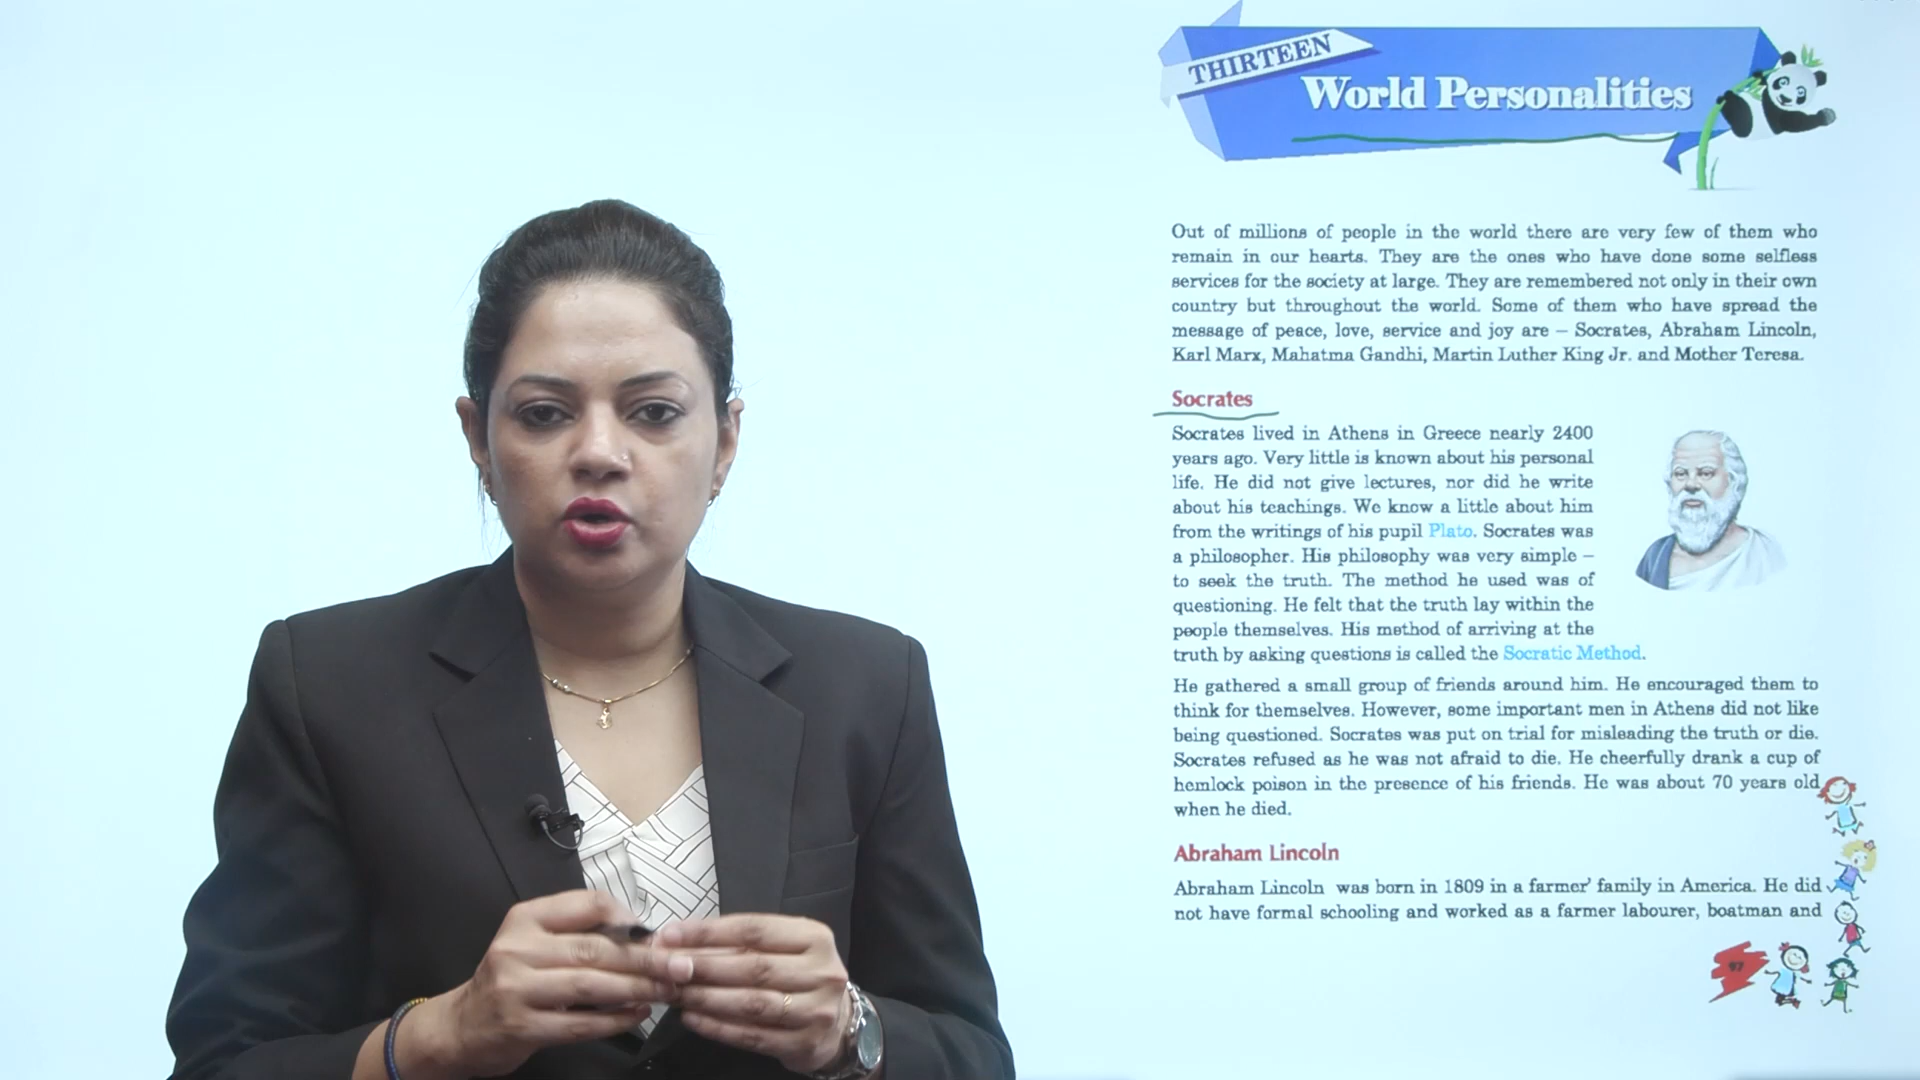 THIRTEEN
World Personalities
Out of millions of people in the world there are very few of them who
remain in our hearts. They are the ones who have done some selfless
services for the society at large. They are remembered not only in their own
country but throughout the world. Some of them who have spread the
message of peace, love, service and joy are – Socrates, Abraham Lincoln,
Karl Marx, Mahatma Gandhi, Martin Luther King Jr. and Mother Teresa.
Socrates
Socrates lived in Athens in Greece nearly 2400
years ago. Very little is known about his personal
life. He did not give lectures, nor did he write
about his teachings. We know a little about him
from the writings of his pupil Plato. Socrates was
a philosopher. His philosophy was very simple –
to seek the truth. The method he used was of
questioning. He felt that the truth lay within the
people themselves. His method of arriving at the
truth by asking questions is called the Socratic Method.
He gathered a small group of friends around him. He encouraged them to
think for themselves. However, some important men in Athens did not like
being questioned. Socrates was put on trial for misleading the truth or die.
Socrates refused as he was not afraid to die. He cheerfully drank a cup of
hemlock poison in the presence of his friends. He was about 70 years old
when he died.
Abraham Lincoln
Abraham Lincoln was born in 1809 in a farmer' family in America. He did
not have formal schooling and worked as a farmer labourer, boatman and
97